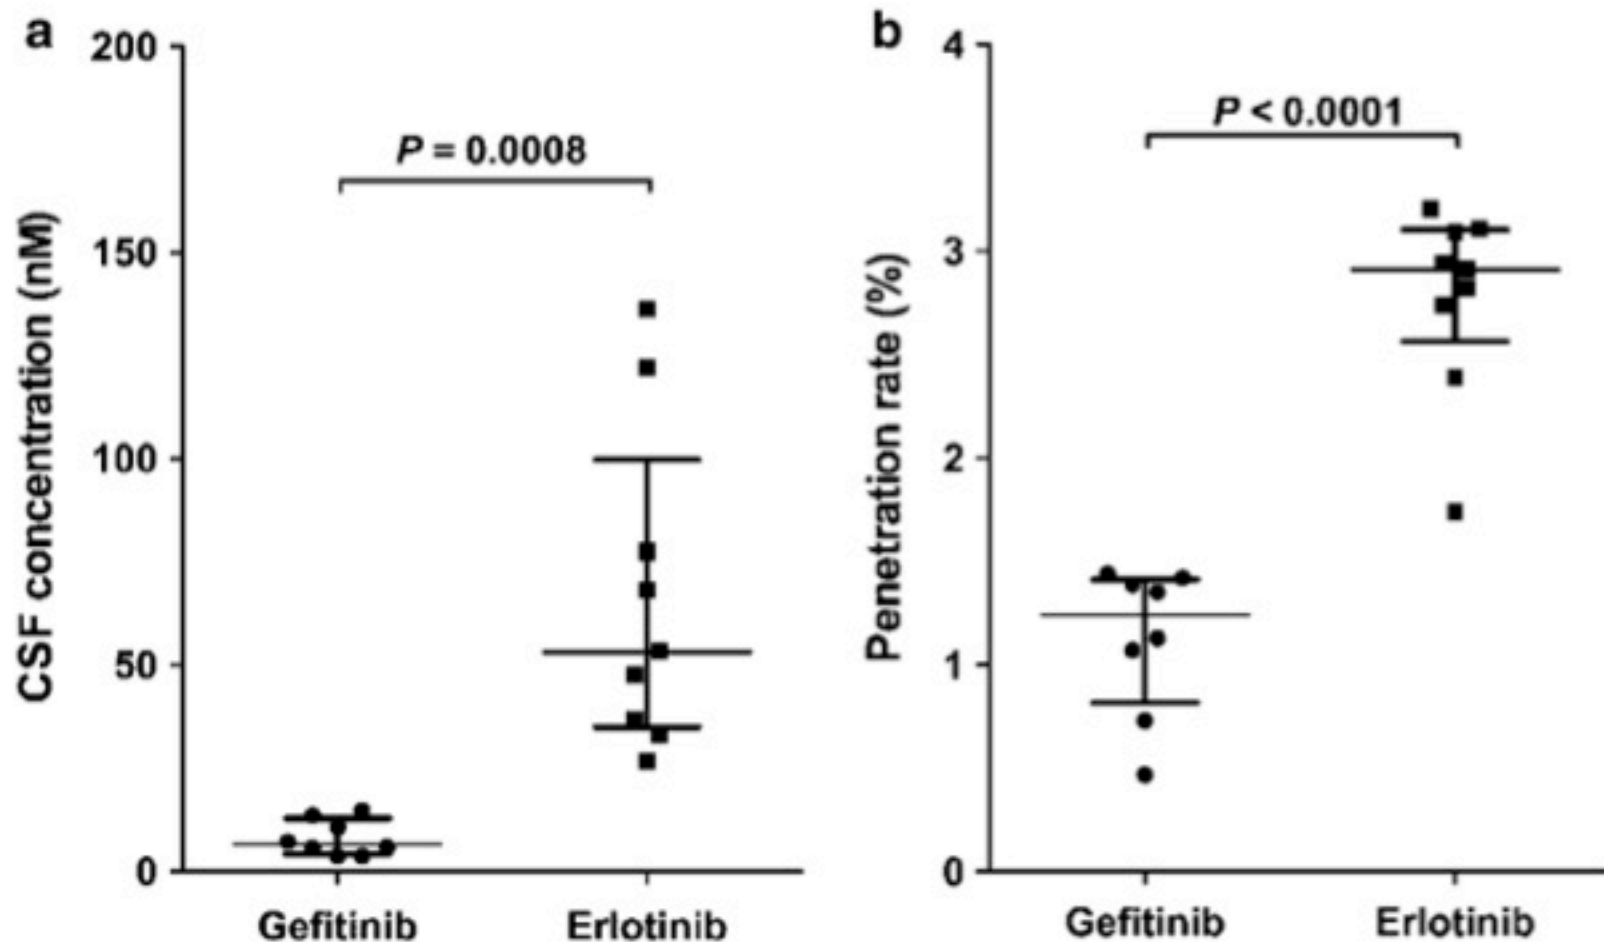 a
200
150
100
50
0
CSF concentration (nM)
P = 0.0008
Gefitinib
Erlotinib
b
4
3
2
1
0
Penetration rate (%)
P < 0.0001
Gefitinib
Erlotinib